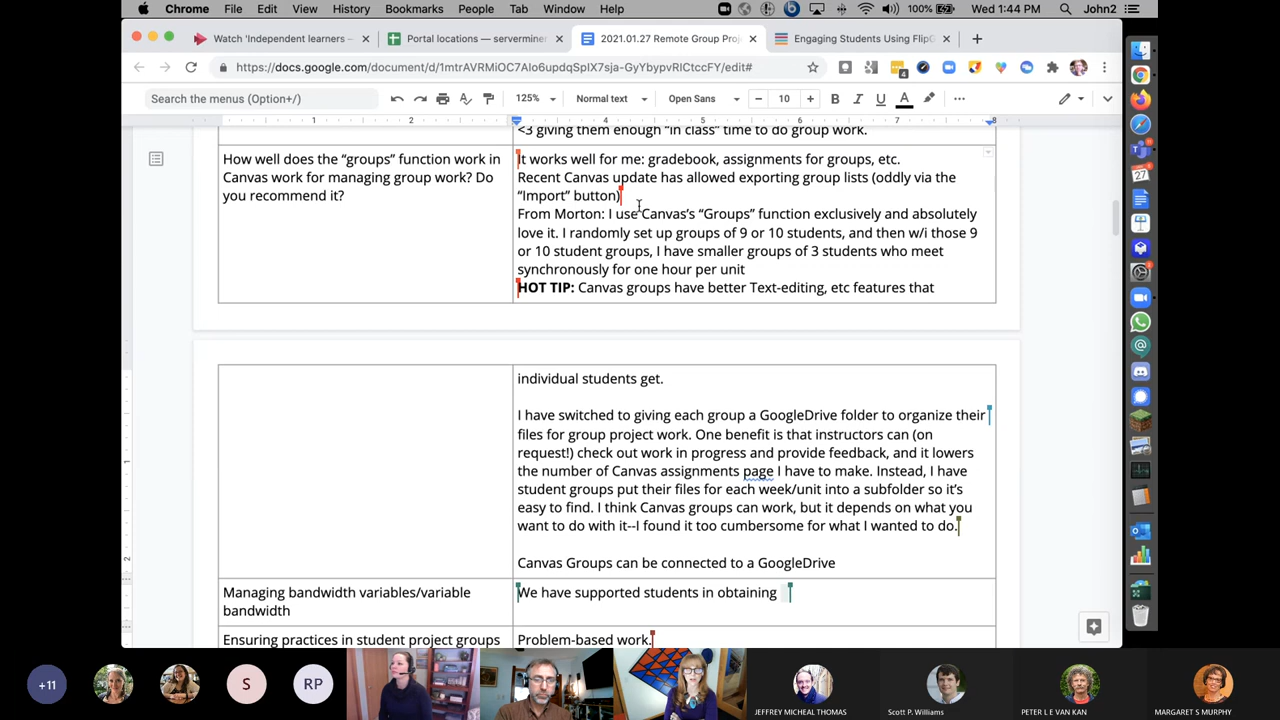 Chrome File Edit View History Bookmarks People Tab Window Help 100% Wed 1:44 PM John2
Watch 'Independent learners – Portal locations — serverminer 2021.01.27 Remote Group Proj Engaging Students Using FlipG
https://docs.google.com/document
Search the menus (Option+/) 125% Normal text Open Sans 10 B I U A
1 2 4 5 6 7 8
<3 giving them enough "in class" time to do group work.
How well does the "groups" function work in
Canvas work for managing group work? Do
you recommend it?
It works well for me: gradebook, assignments for groups, etc.
Recent Canvas update has allowed exporting group lists (oddly via the
"Import" button)
From Morton: I use Canvas's "Groups" function exclusively and absolutely
love it. I randomly set up groups of 9 or 10 students, and then w/i those 9
or 10 student groups, I have smaller groups of 3 students who meet
synchronously for one hour per unit
HOT TIP: Canvas groups have better Text-editing, etc features that
individual students get.
I have switched to giving each group a GoogleDrive folder to organize their
files for group project work. One benefit is that instructors can (on
request!) check out work in progress and provide feedback, and it lowers
the number of Canvas assignments page I have to make. Instead, I have
student groups put their files for each week/unit into a subfolder so it's
easy to find. I think Canvas groups can work, but it depends on what you
want to do with it--I found it too cumbersome for what I wanted to do.
Canvas Groups can be connected to a GoogleDrive
Managing bandwidth variables/variable
bandwidth
We have supported students in obtaining
Ensuring practices in student project groups
Problem-based work.
+11 S RP
JEFFREY MICHEAL THOMAS Scott P. Williams PETER L E VAN KAN MARGARET S MURPHY